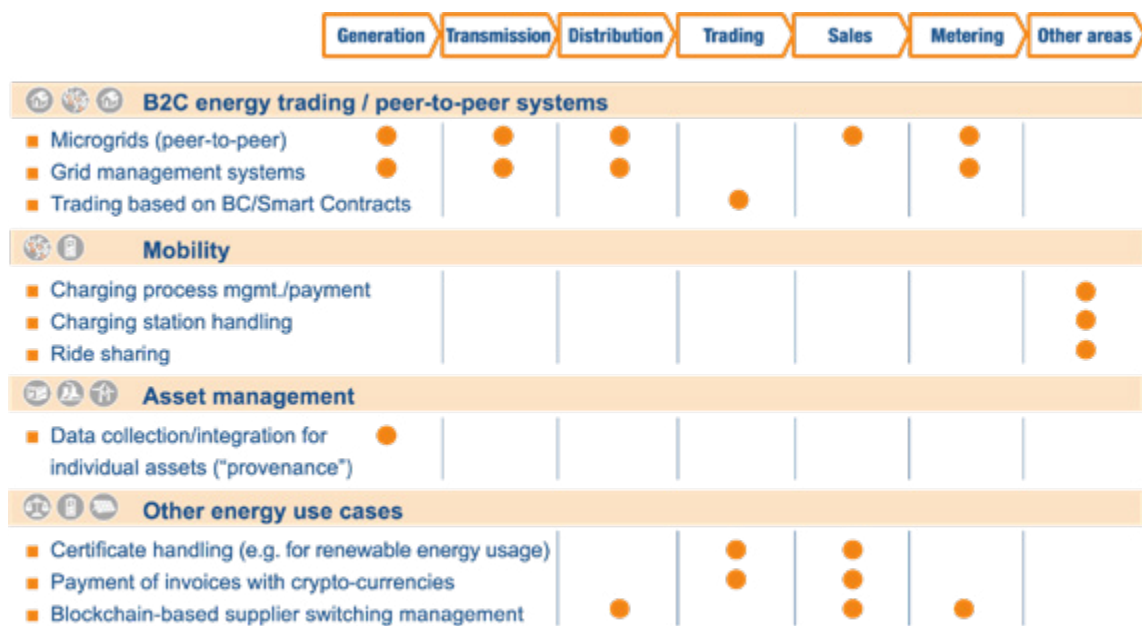 Generation Transmission Distribution Trading Sales Metering Other areas
B2C energy trading / peer-to-peer systems
Microgrids (peer-to-peer)
Grid management systems
Trading based on BC/Smart Contracts
Mobility
Charging process mgmt./payment
Charging station handling
Ride sharing
Asset management
Data collection/integration for
individual assets (“provenance”)
Other energy use cases
Certificate handling (e.g. for renewable energy usage)
Payment of invoices with crypto-currencies
Blockchain-based supplier switching management